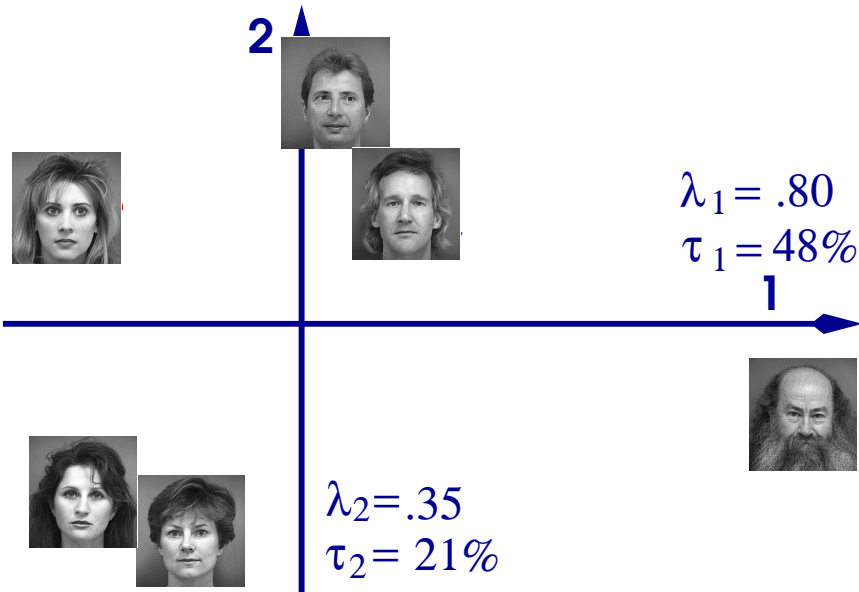 2
λ1 = .80
τ1 = 48%
1
λ2 = .35
τ2 = 21%